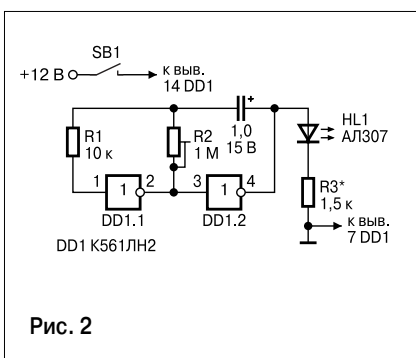 SB1
+12 В
к выв.
14 DD1
+
1,0
15 В
HL1
АЛ307
R1
10 к
R2
1 М
R3*
1,5 к
1
1
2
3
1
4
DD1.1
DD1.2
к выв.
7 DD1
DD1 К561ЛН2
Рис. 2